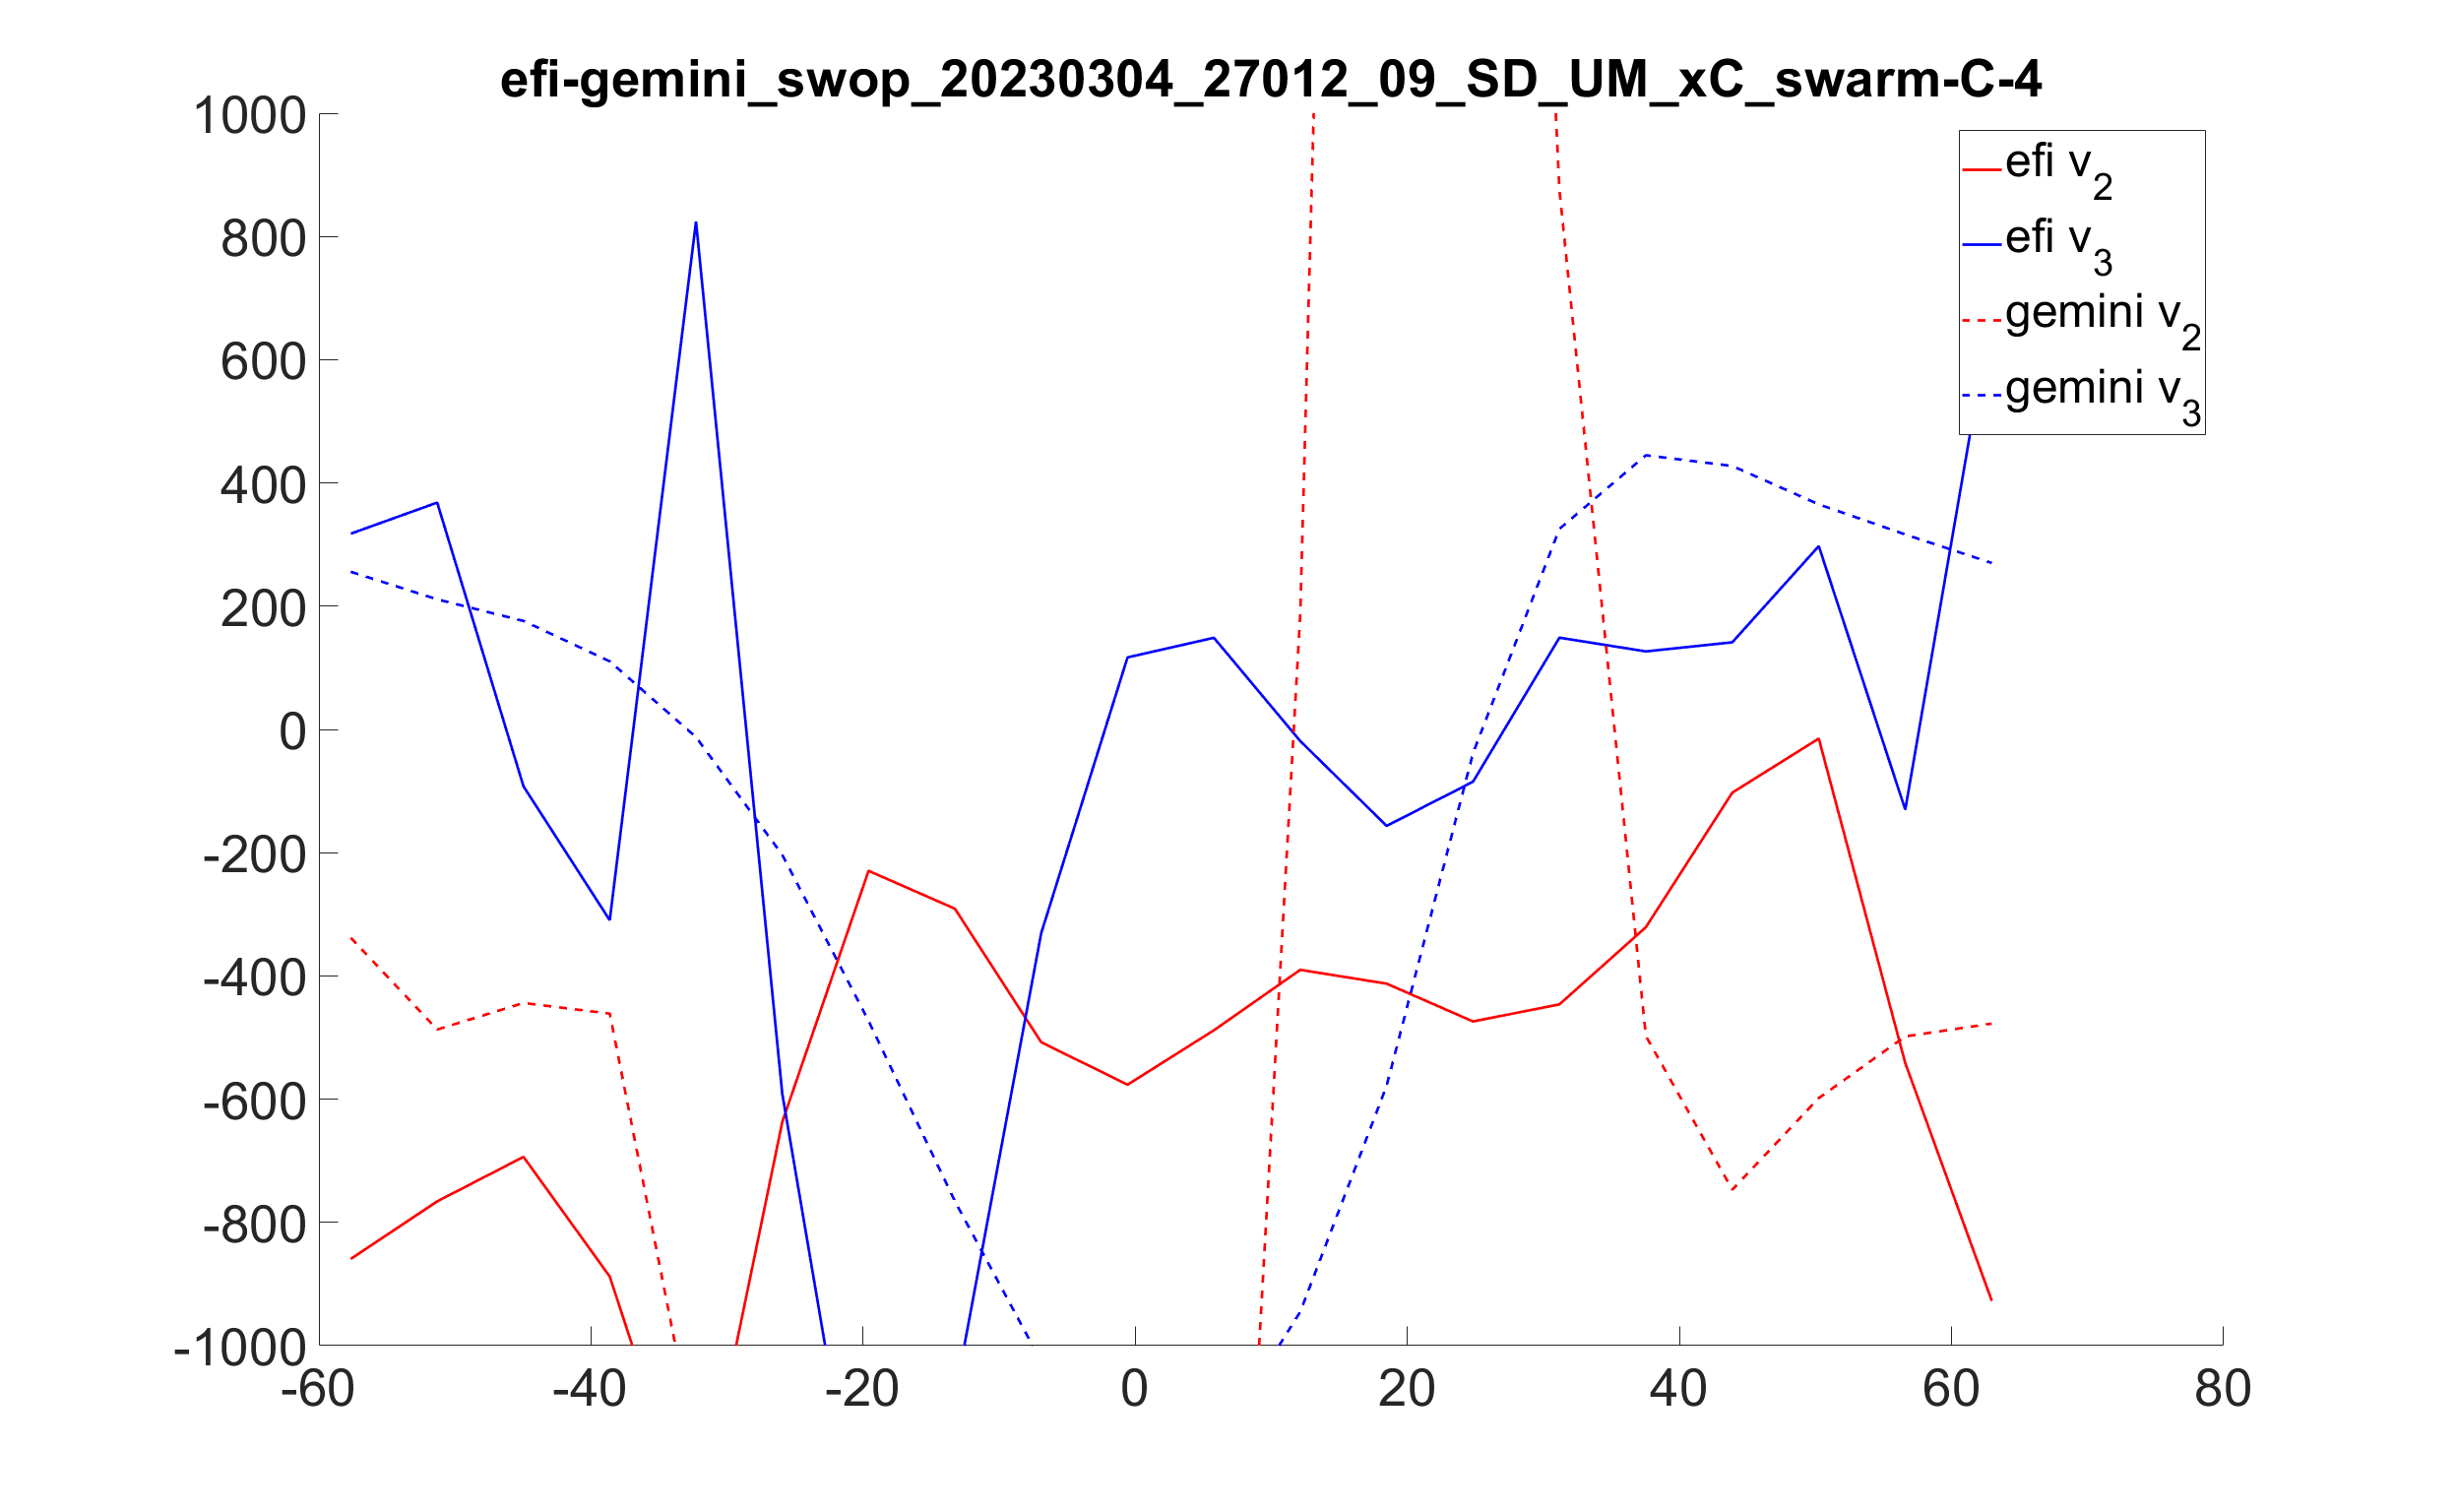 efi-gemini_swop_20230304_27012_09_SD_UM_xC_swarm-C-4
1000
800
600
400
200
0
-200
-400
-600
-800
-1000
-60 -40 -20 0 20 40 60 80
efi v2
efi v3
gemini v2
gemini v3